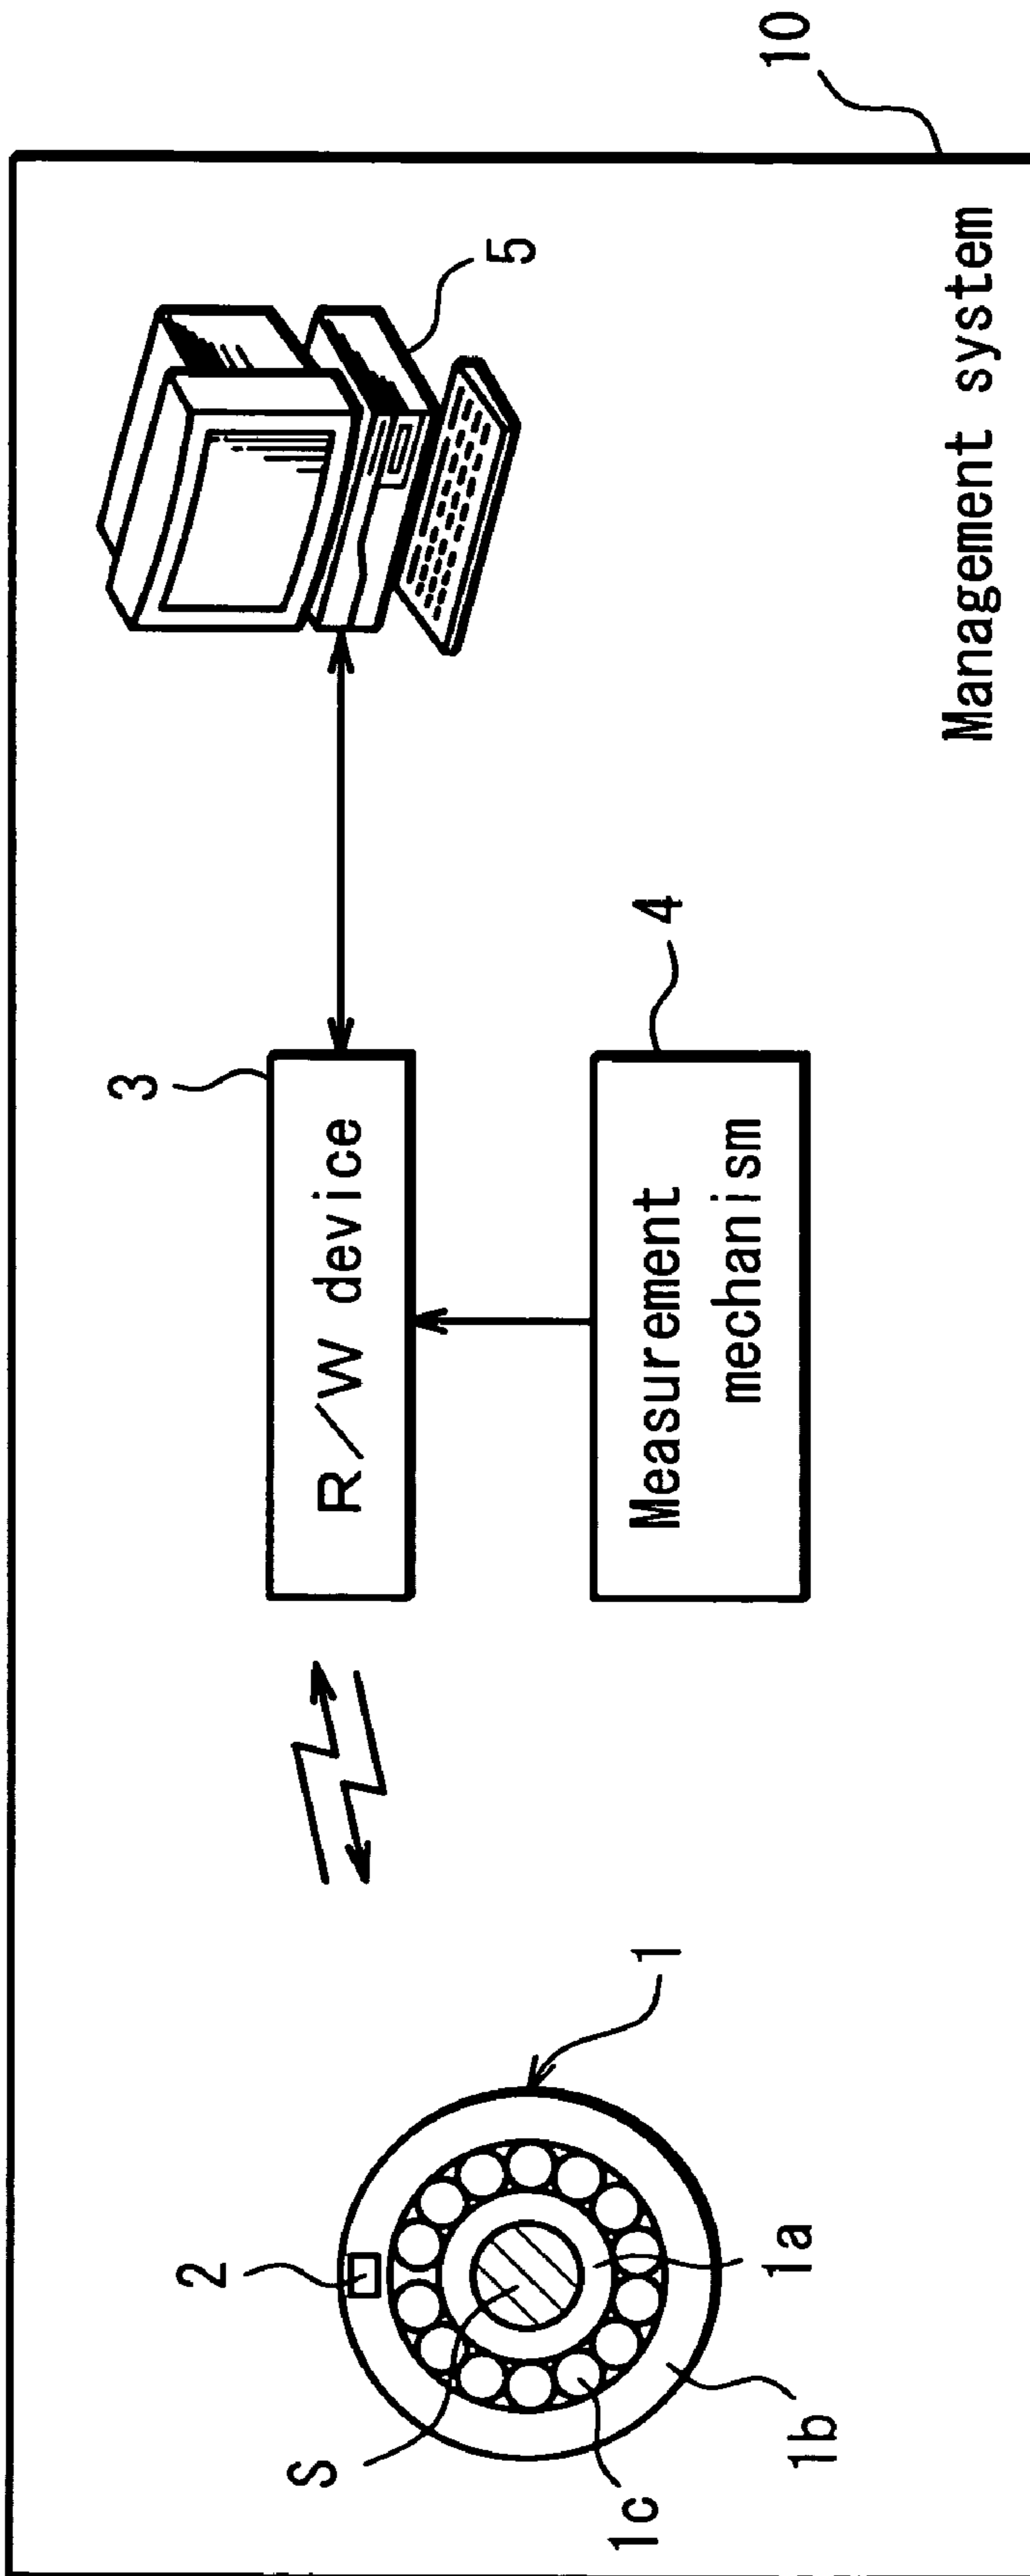 10
5
3
R/W device
4
Measurement
mechanism
1
2
S
1a
1b
1c
Management system